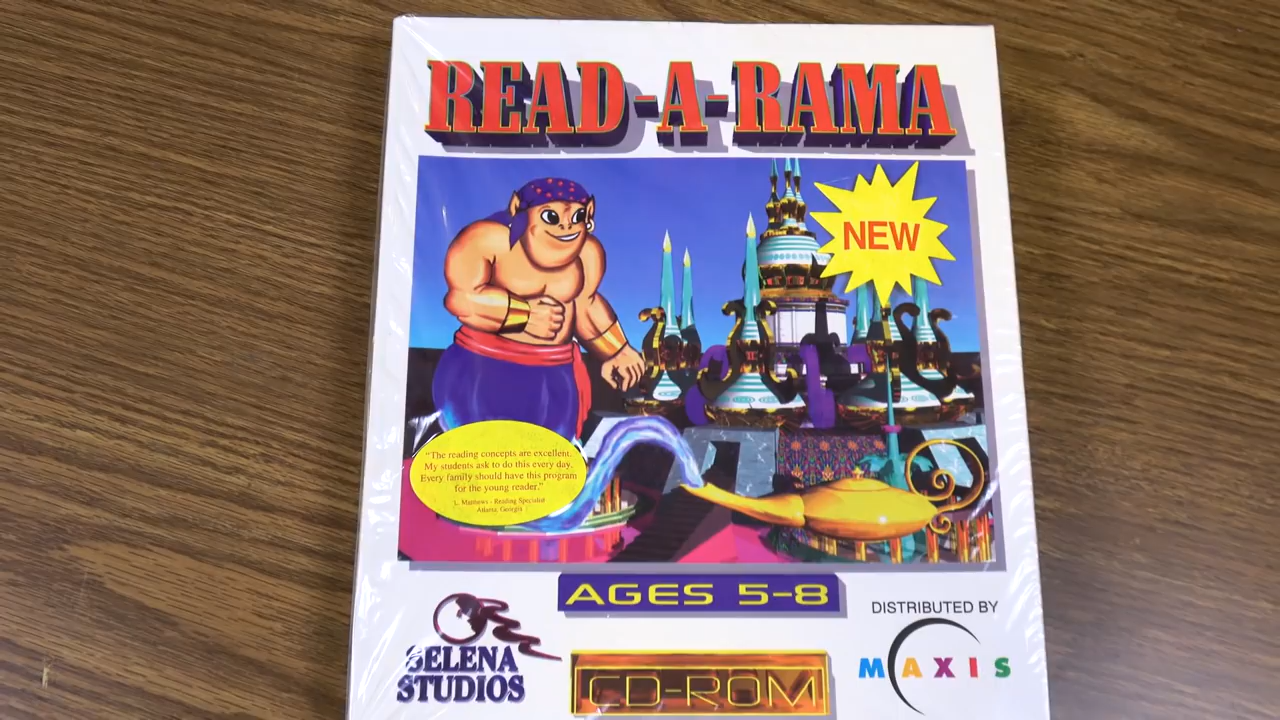 READ-A-RAMA
NEW
"The reading concepts are excellent.
My students ask to do this every day.
Every family should have this program
for the young reader."
L. Matthews - Reading Specialist
Atlanta, Georgia
AGES 5-8
DISTRIBUTED BY
MAXIS
SELENA
STUDIOS
CD-ROM